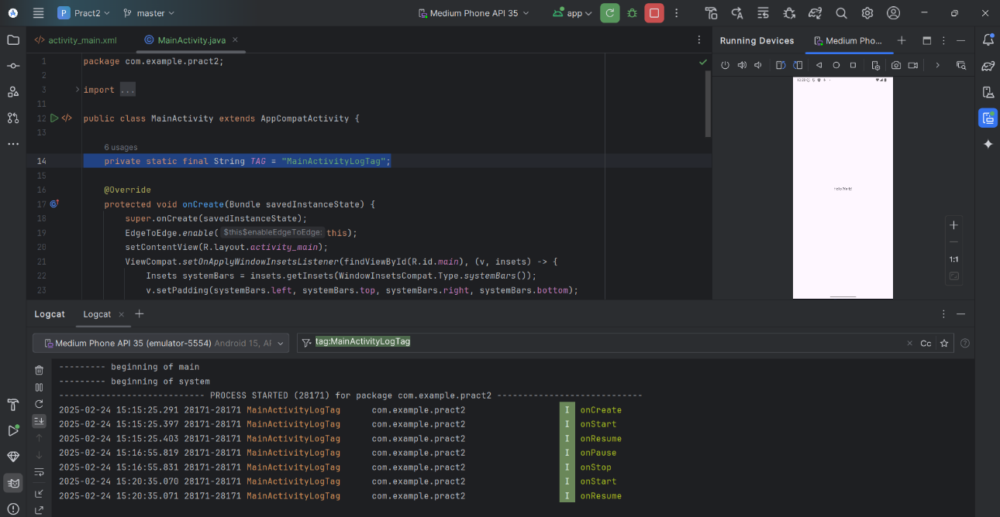 P Pract2 master Medium Phone API 35 app
activity_main.xml MainActivity.java Running Devices Medium Pho...
1 package com.example.pract2;
2
3 import ...
11
12 public class MainActivity extends AppCompatActivity {
13
6 usages
14 private static final String TAG = "MainActivityLogTag";
15
16 @Override
17 protected void onCreate(Bundle savedInstanceState) {
18 super.onCreate(savedInstanceState);
19 EdgeToEdge.enable( $this$enableEdgeToEdge: this);
20 setContentView(R.layout.activity_main);
21 ViewCompat.setOnApplyWindowInsetsListener(findViewById(R.id.main), (v, insets) -> {
22 Insets systemBars = insets.getInsets(WindowInsetsCompat.Type.systemBars());
23 v.setPadding(systemBars.left, systemBars.top, systemBars.right, systemBars.bottom);
Hello World!
1:1
Logcat Logcat
Medium Phone API 35 (emulator-5554) Android 15, AP tag:MainActivityLogTag Cc
--------- beginning of main
--------- beginning of system
---------------------------- PROCESS STARTED (28171) for package com.example.pract2 ----------------------------
2025-02-24 15:15:25.291 28171-28171 MainActivityLogTag com.example.pract2 I onCreate
2025-02-24 15:15:25.397 28171-28171 MainActivityLogTag com.example.pract2 I onStart
2025-02-24 15:15:25.403 28171-28171 MainActivityLogTag com.example.pract2 I onResume
2025-02-24 15:16:55.819 28171-28171 MainActivityLogTag com.example.pract2 I onPause
2025-02-24 15:16:55.831 28171-28171 MainActivityLogTag com.example.pract2 I onStop
2025-02-24 15:20:35.070 28171-28171 MainActivityLogTag com.example.pract2 I onStart
2025-02-24 15:20:35.071 28171-28171 MainActivityLogTag com.example.pract2 I onResume